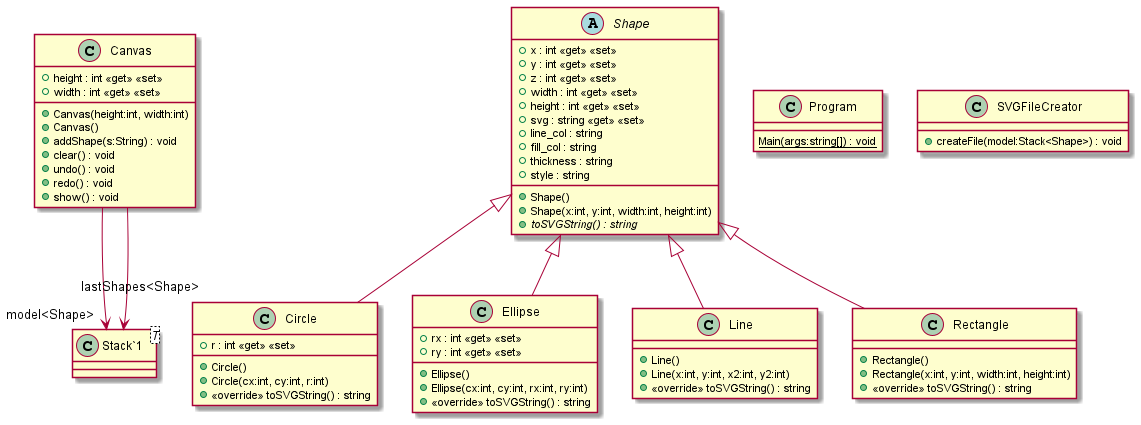 C Canvas
height : int «get» «set»
width : int «get» «set»
Canvas(height:int, width:int)
Canvas()
addShape(s:String) : void
clear() : void
undo() : void
redo() : void
show() : void
A Shape
x : int «get» «set»
y : int «get» «set»
z : int «get» «set»
width : int «get» «set»
height : int «get» «set»
svg : string «get» «set»
line_col : string
fill_col : string
thickness : string
style : string
Shape()
Shape(x:int, y:int, width:int, height:int)
toSVGString() : string
C Program
Main(args:string[]) : void
C SVGFileCreator
createFile(model:Stack<Shape>) : void
lastShapes<Shape>
model<Shape>
C Stack`1
T
C Circle
r : int «get» «set»
Circle()
Circle(cx:int, cy:int, r:int)
«override» toSVGString() : string
C Ellipse
rx : int «get» «set»
ry : int «get» «set»
Ellipse()
Ellipse(cx:int, cy:int, rx:int, ry:int)
«override» toSVGString() : string
C Line
Line()
Line(x:int, y:int, x2:int, y2:int)
«override» toSVGString() : string
C Rectangle
Rectangle()
Rectangle(x:int, y:int, width:int, height:int)
«override» toSVGString() : string